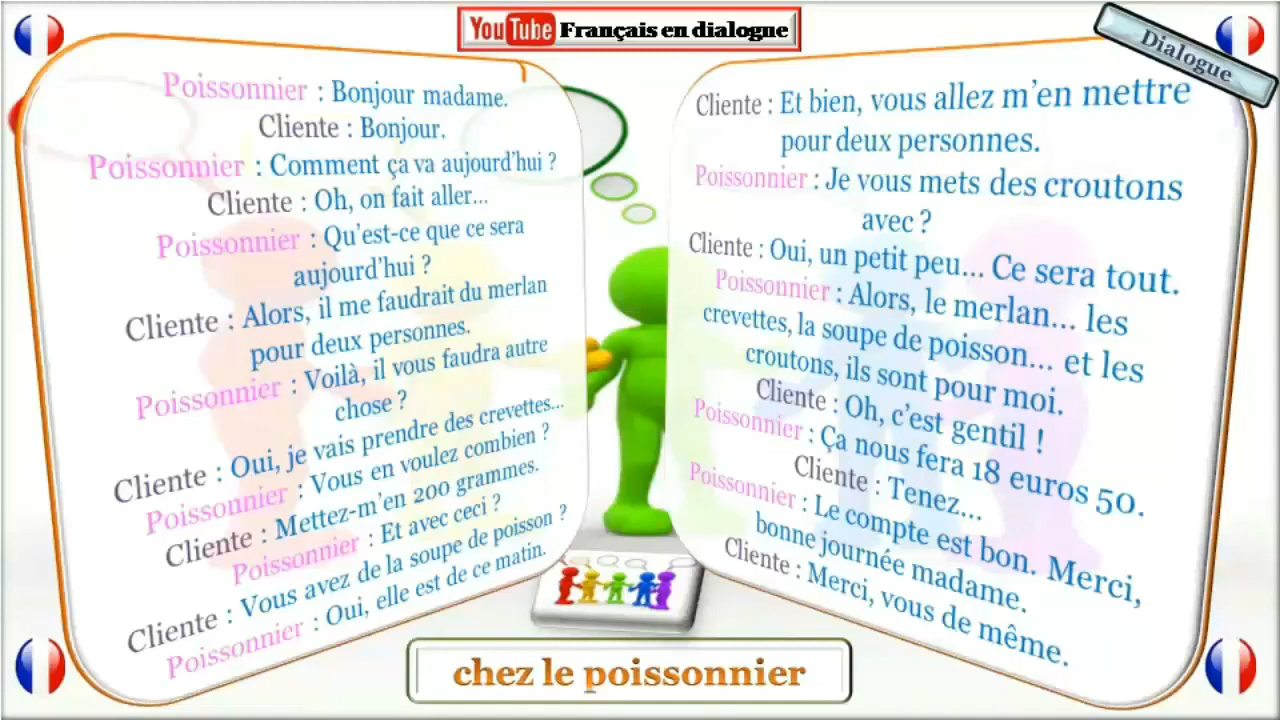 YouTube Français en dialogue
Dialogue
Poissonnier : Bonjour madame.
Cliente : Bonjour.
Poissonnier : Comment ça va aujourd'hui ?
Cliente : Oh, on fait aller...
Poissonnier : Qu'est-ce que ce sera
aujourd'hui ?
Cliente : Alors, il me faudrait du merlan
pour deux personnes.
Poissonnier : Voilà, il vous faudra autre
chose ?
Cliente : Oui, je vais prendre des crevettes...
Poissonnier : Vous en voulez combien ?
Cliente : Mettez-m'en 200 grammes.
Poissonnier : Et avec ceci ?
Cliente : Vous avez de la soupe de poisson ?
Poissonnier : Oui, elle est de ce matin.
Cliente : Et bien, vous allez m'en mettre
pour deux personnes.
Poissonnier : Je vous mets des croutons
avec ?
Cliente : Oui, un petit peu... Ce sera tout.
Poissonnier : Alors, le merlan... les
crevettes, la soupe de poisson... et les
croutons, ils sont pour moi.
Cliente : Oh, c'est gentil !
Poissonnier : Ça nous fera 18 euros 50.
Cliente : Tenez...
Poissonnier : Le compte est bon. Merci,
bonne journée madame.
Cliente : Merci, vous de même.
chez le poissonnier